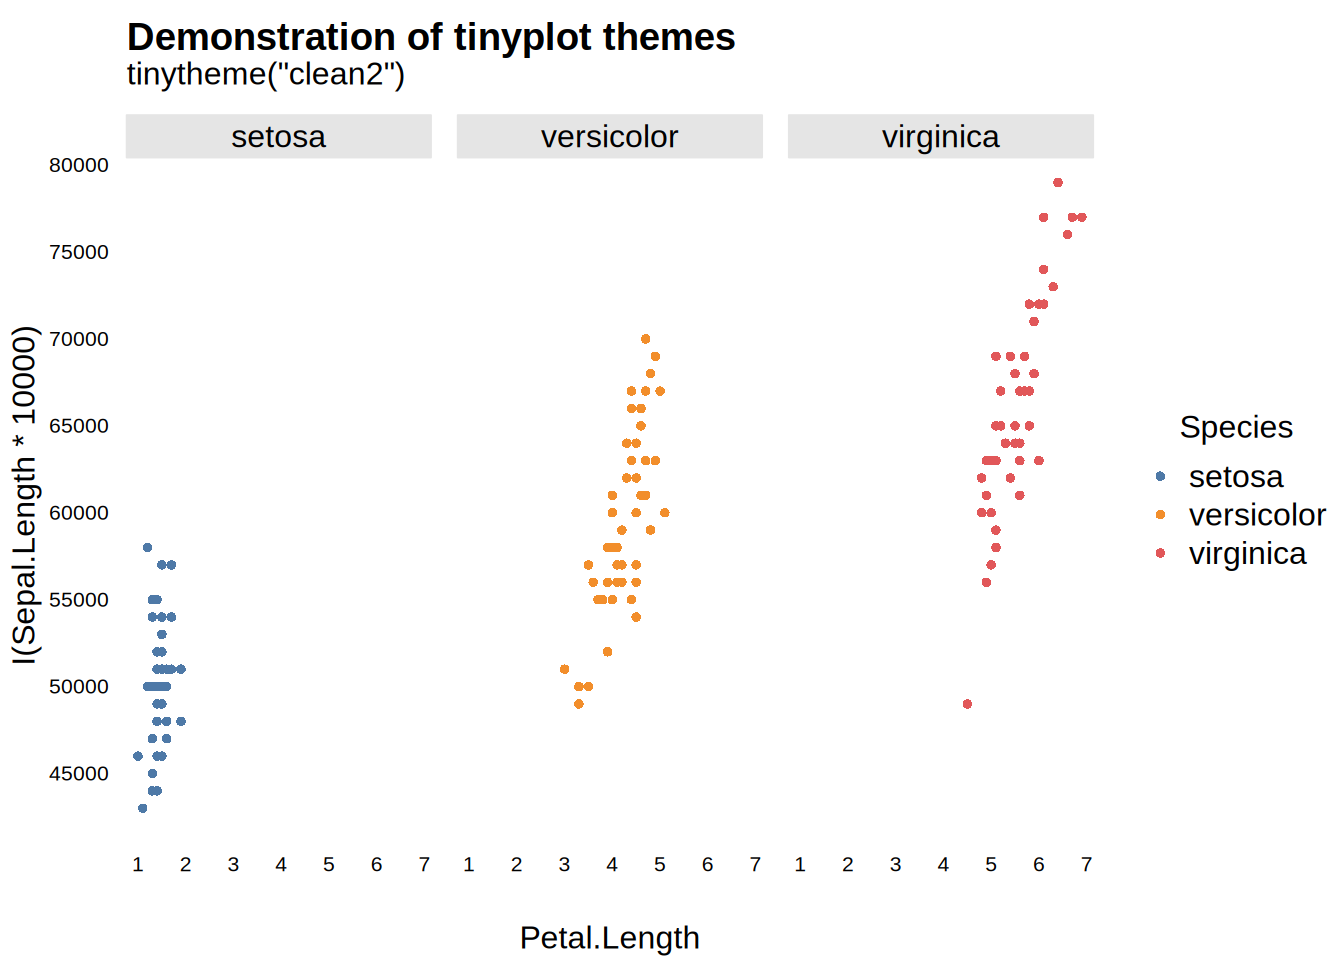 Demonstration of tinyplot themes
tinytheme("clean2")
setosa versicolor virginica
80000
75000
70000
65000
60000
55000
50000
45000
I(Sepal.Length * 10000)
1 2 3 4 5 6 7 1 2 3 4 5 6 7 1 2 3 4 5 6 7
Petal.Length
Species
setosa
versicolor
virginica